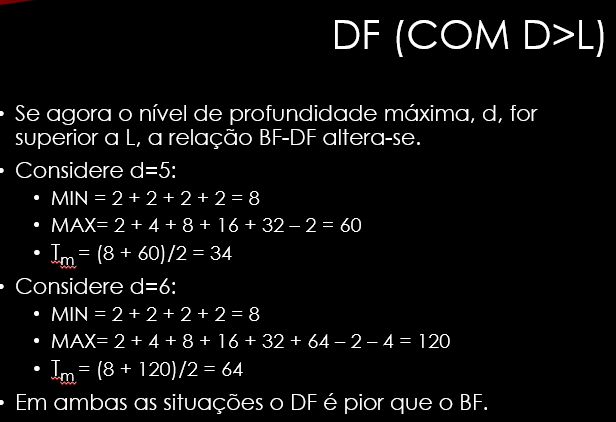 DF (COM D>L)
• Se agora o nível de profundidade máxima, d, for
superior a L, a relação BF-DF altera-se.
• Considere d=5:
• MIN = 2 + 2 + 2 + 2 = 8
• MAX= 2 + 4 + 8 + 16 + 32 – 2 = 60
• Tm = (8 + 60)/2 = 34
• Considere d=6:
• MIN = 2 + 2 + 2 + 2 = 8
• MAX= 2 + 4 + 8 + 16 + 32 + 64 – 2 – 4 = 120
• Tm = (8 + 120)/2 = 64
• Em ambas as situações o DF é pior que o BF.